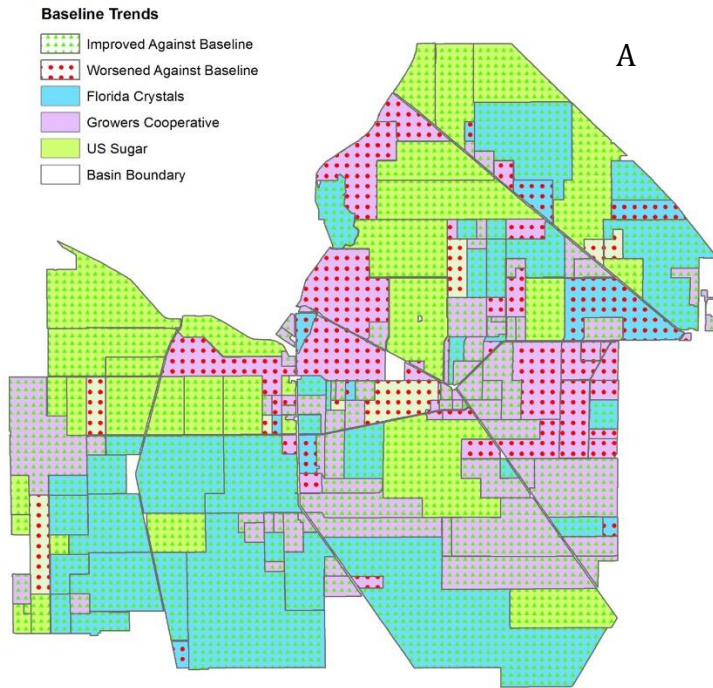 Baseline Trends
Improved Against Baseline
Worsened Against Baseline
Florida Crystals
Growers Cooperative
US Sugar
Basin Boundary
A